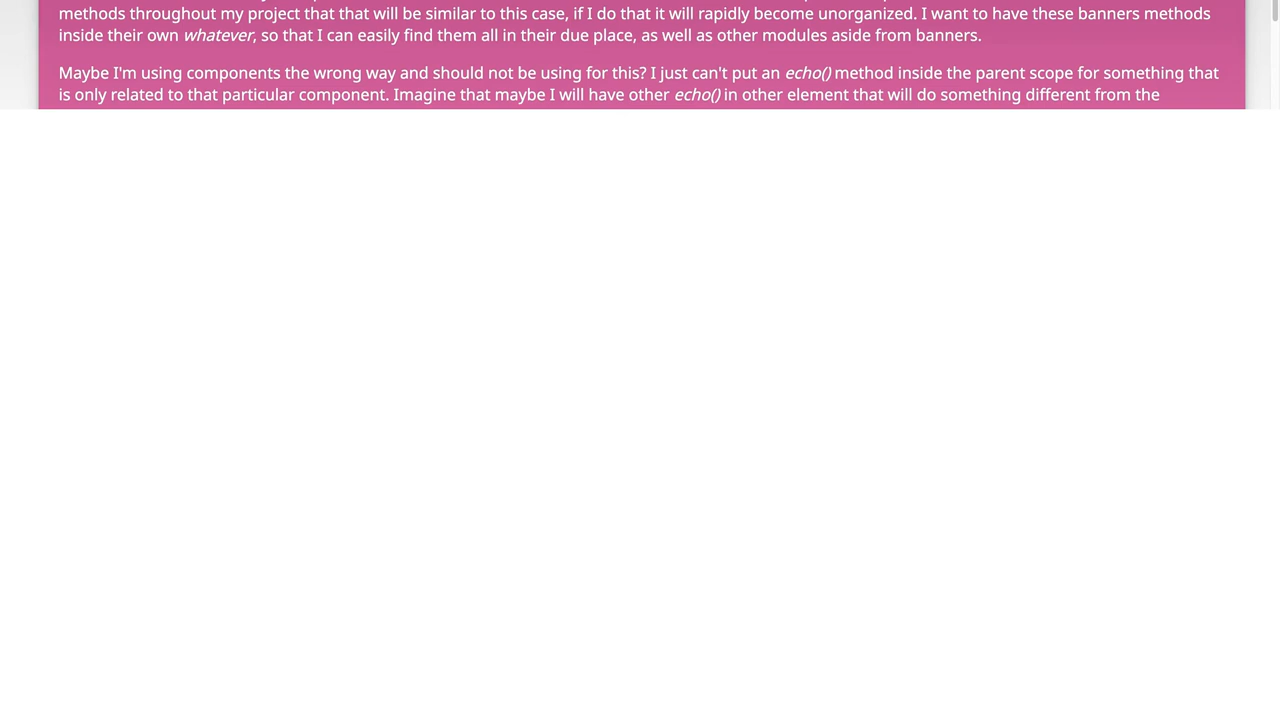 methods throughout my project that that will be similar to this case, if I do that it will rapidly become unorganized. I want to have these banners methods
inside their own whatever, so that I can easily find them all in their due place, as well as other modules aside from banners.
Maybe I'm using components the wrong way and should not be using for this? I just can't put an echo() method inside the parent scope for something that
is only related to that particular component. Imagine that maybe I will have other echo() in other element that will do something different from the